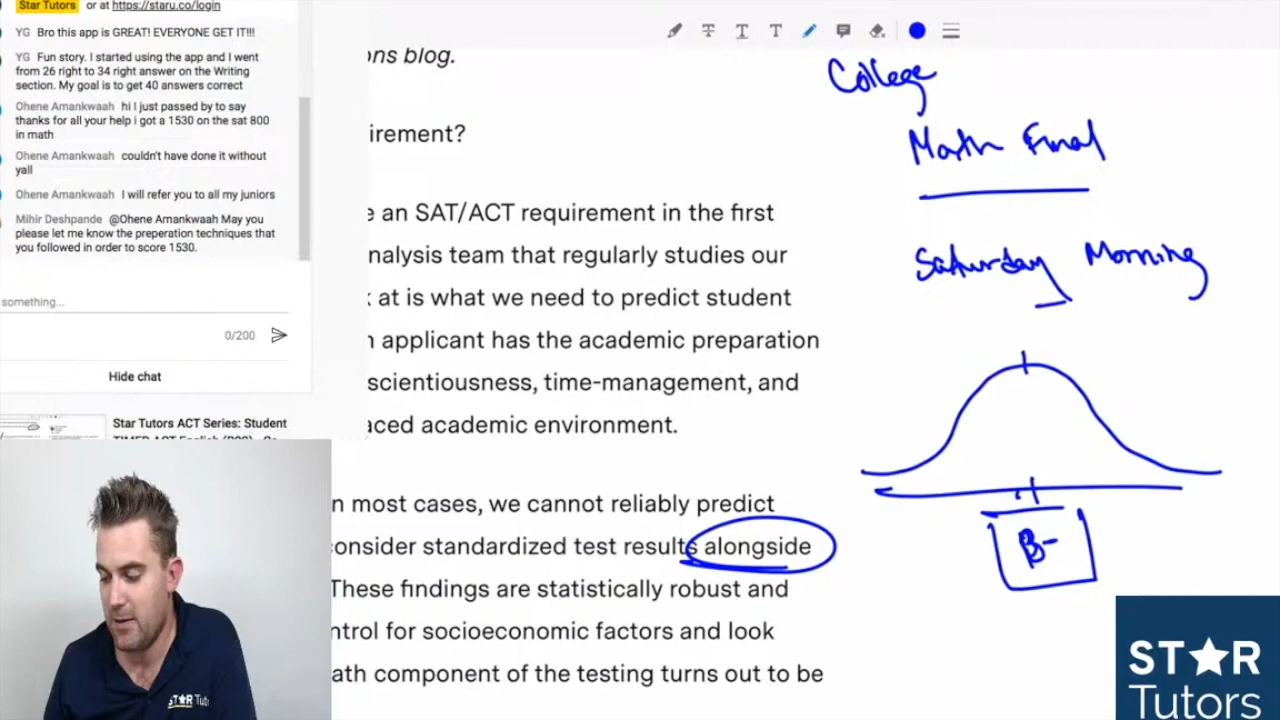 Star Tutors or at https://staru.co/login
YG Bro this app is GREAT! EVERYONE GET IT!!!
YG Fun story. I started using the app and I went
from 26 right to 34 right answer on the Writing
section. My goal is to get 40 answers correct
Ohene Amankwaah hi I just passed by to say
thanks for all your help i got a 1530 on the sat 800
in math
Ohene Amankwaah couldn't have done it without
yall
Ohene Amankwaah I will refer you to all my juniors
Mihir Deshpande @Ohene Amankwaah May you
please let me know the preperation techniques that
you followed in order to score 1530.
something...
0/200
Hide chat
Star Tutors ACT Series: Student
ons blog.
irement?
e an SAT/ACT requirement in the first
nalysis team that regularly studies our
k at is what we need to predict student
n applicant has the academic preparation
scientiousness, time-management, and
aced academic environment.
n most cases, we cannot reliably predict
onsider standardized test results alongside
These findings are statistically robust and
ntrol for socioeconomic factors and look
ath component of the testing turns out to be
College
Math Final
Saturday Morning
B-
STAR Tutors
STAR
Tutors